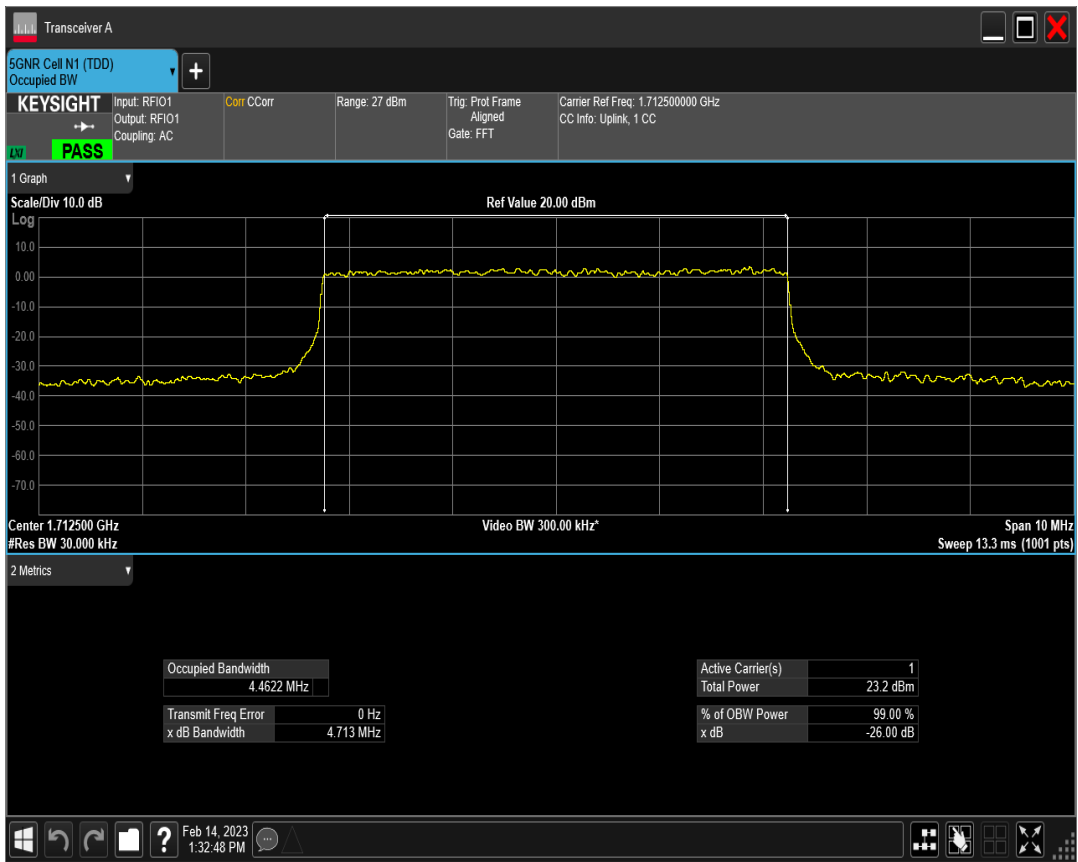 Transceiver A
5GNR Cell N1 (TDD)
Occupied BW
KEYSIGHT
LXI
PASS
Input: RFIO1
Output: RFIO1
Coupling: AC
Corr CCorr
Range: 27 dBm
Trig: Prot Frame
Aligned
Gate: FFT
Carrier Ref Freq: 1.712500000 GHz
CC Info: Uplink, 1 CC
1 Graph
Scale/Div 10.0 dB
Ref Value 20.00 dBm
Log
10.0
0.00
-10.0
-20.0
-30.0
-40.0
-50.0
-60.0
-70.0
Center 1.712500 GHz
Video BW 300.00 kHz*
Span 10 MHz
#Res BW 30.000 kHz
Sweep 13.3 ms (1001 pts)
2 Metrics
Occupied Bandwidth
4.4622 MHz
Transmit Freq Error 0 Hz
x dB Bandwidth 4.713 MHz
Active Carrier(s) 1
Total Power 23.2 dBm
% of OBW Power 99.00 %
x dB -26.00 dB
Feb 14, 2023
1:32:48 PM